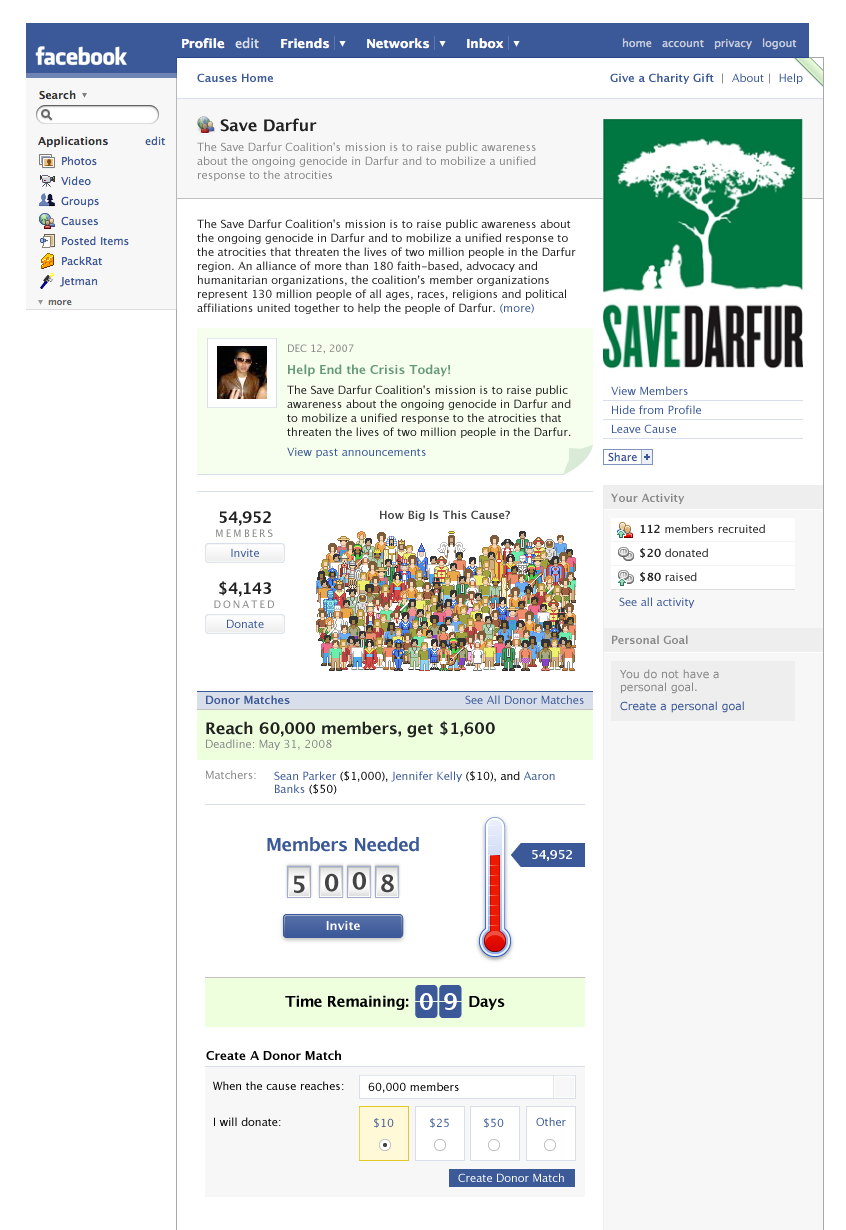 facebook
Profile edit Friends Networks Inbox home account privacy logout
Search
Applications edit
Photos
Video
Groups
Causes
Posted Items
PackRat
Jetman
more
Causes Home
Give a Charity Gift | About | Help
Save Darfur
The Save Darfur Coalition's mission is to raise public awareness
about the ongoing genocide in Darfur and to mobilize a unified
response to the atrocities
The Save Darfur Coalition's mission is to raise public awareness about
the ongoing genocide in Darfur and to mobilize a unified response to
the atrocities that threaten the lives of two million people in the Darfur
region. An alliance of more than 180 faith-based, advocacy and
humanitarian organizations, the coalition's member organizations
represent 130 million people of all ages, races, religions and political
affiliations united together to help the people of Darfur. (more)
DEC 12, 2007
Help End the Crisis Today!
The Save Darfur Coalition's mission is to raise public
awareness about the ongoing genocide in Darfur and
to mobilize a unified response to the atrocities that
threaten the lives of two million people in the Darfur.
View past announcements
54,952
MEMBERS
Invite
$4,143
DONATED
Donate
How Big Is This Cause?
Donor Matches See All Donor Matches
Reach 60,000 members, get $1,600
Deadline: May 31, 2008
Matchers: Sean Parker ($1,000), Jennifer Kelly ($10), and Aaron
Banks ($50)
Members Needed
5 0 0 8
Invite
54,952
Time Remaining: 09 Days
Create A Donor Match
When the cause reaches: 60,000 members
I will donate: $10 $25 $50 Other
Create Donor Match
SAVEDARFUR
View Members
Hide from Profile
Leave Cause
Share +
Your Activity
112 members recruited
$20 donated
$80 raised
See all activity
Personal Goal
You do not have a
personal goal.
Create a personal goal